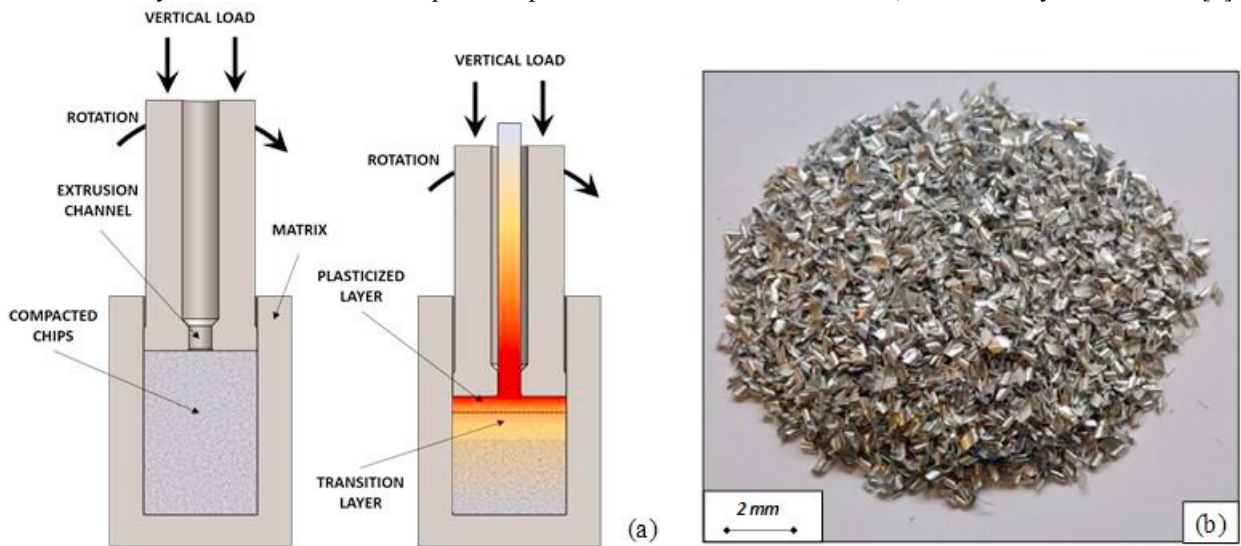 VERTICAL LOAD
ROTATION
EXTRUSION
CHANNEL
MATRIX
COMPACTED
CHIPS
VERTICAL LOAD
ROTATION
PLASTICIZED
LAYER
TRANSITION
LAYER
(a)
2 mm
(b)